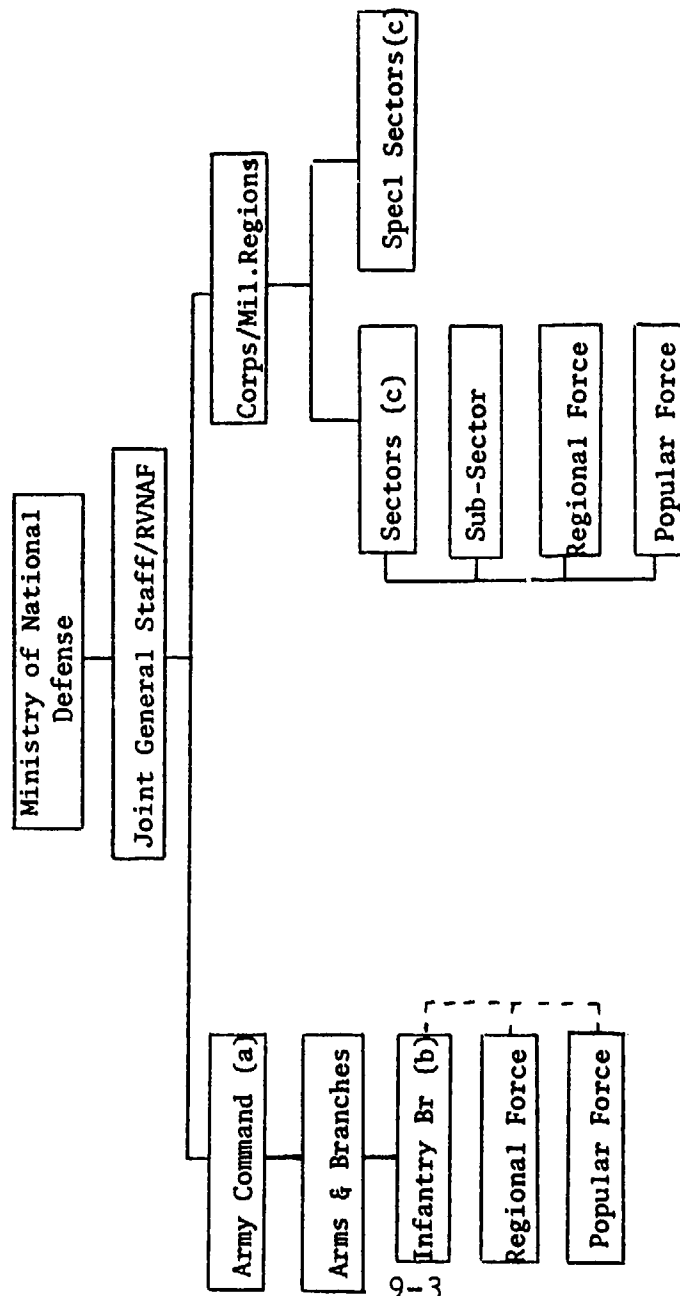 Ministry of National
Defense
Joint General Staff/RVNAF
Army Command (a)
Arms & Branches
Infantry Br (b)
Regional Force
Popular Force
Corps/Mil.Regions
Sectors (c)
Sub-Sector
Regional Force
Popular Force
Specl Sectors(c)
9-3